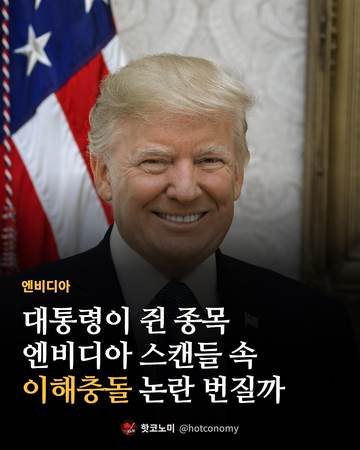 엔비디아
대통령이 쥔 종목
엔비디아 스캔들 속
이해충돌 논란 번질까
핫코노미 @hotconomy